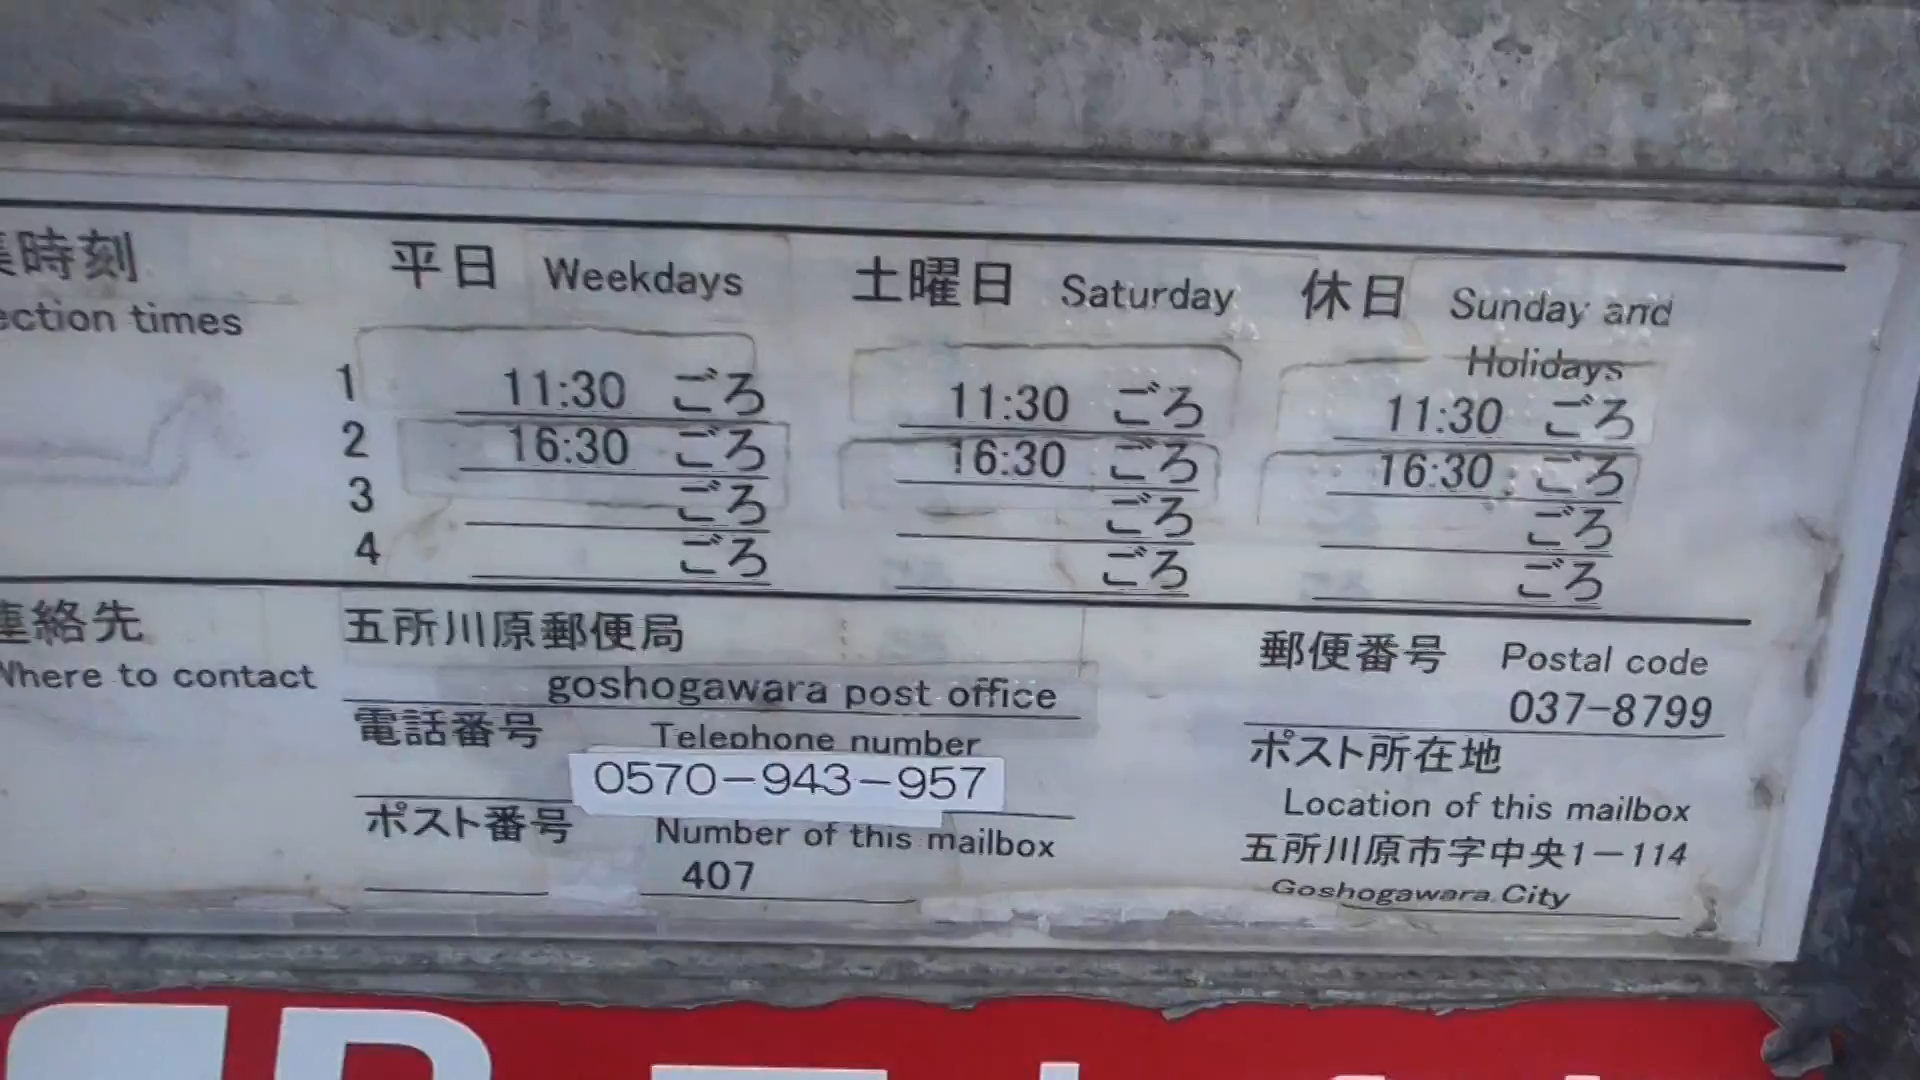 時刻 平日 Weekdays 土曜日 Saturday 休日 Sunday and
ection times Holidays
1 11:30 ごろ 11:30 ごろ 11:30 ごろ
2 16:30 ごろ 16:30 ごろ 16:30 ごろ
3 ごろ ごろ ごろ
4 ごろ ごろ ごろ
連絡先 五所川原郵便局 郵便番号 Postal code
Where to contact goshogawara post office 037-8799
電話番号 Telephone number ポスト所在地
0570-943-957 Location of this mailbox
ポスト番号 Number of this mailbox 五所川原市字中央1-114
407 Goshogawara City